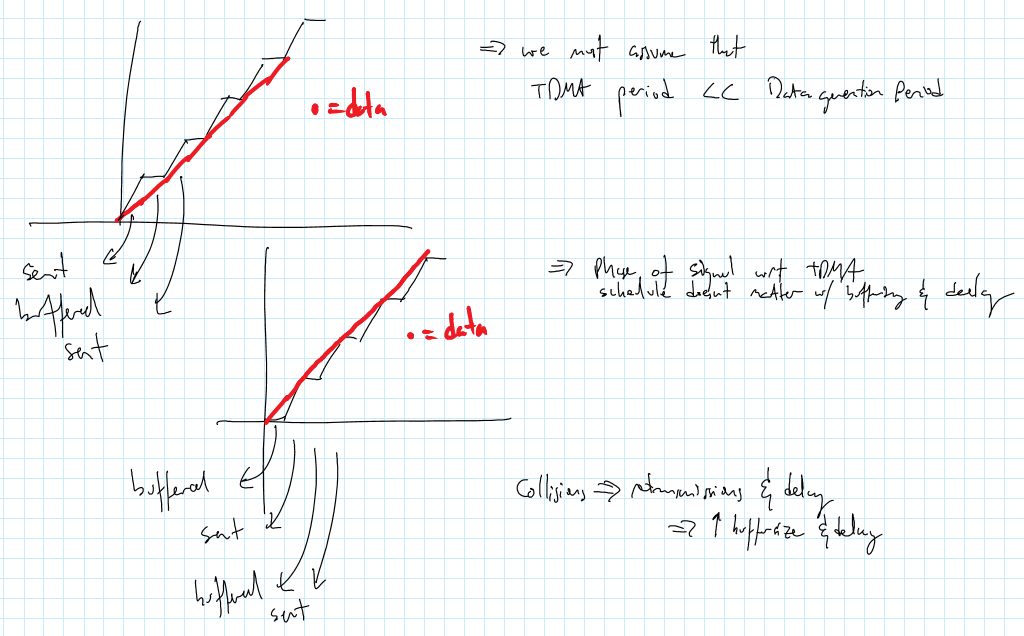 ⇒ we must assume that
TDMA period << Data generation Period
• = data
sent
buffered
sent
⇒ Phase of signal wrt TDMA
schedule doesnt matter w/ buffering & delay
• = data
buffered
sent
buffered
sent
Collisions ⇒ retransmissions & delay
⇒ ↑ buffersize & delay